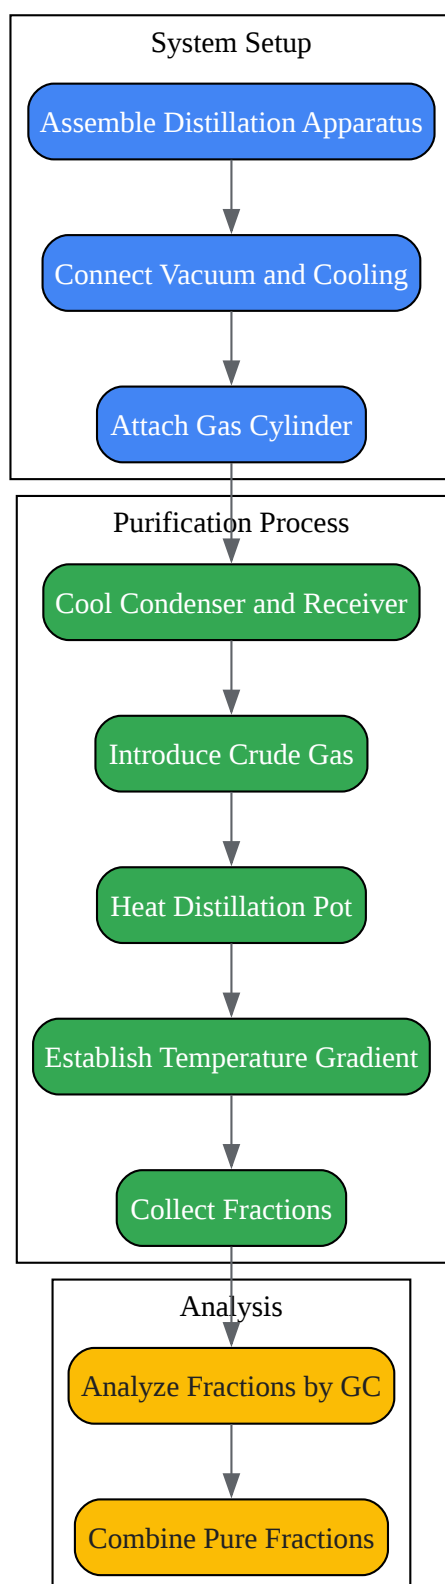 System Setup
Assemble Distillation Apparatus
Connect Vacuum and Cooling
Attach Gas Cylinder
Purification Process
Cool Condenser and Receiver
Introduce Crude Gas
Heat Distillation Pot
Establish Temperature Gradient
Collect Fractions
Analysis
Analyze Fractions by GC
Combine Pure Fractions